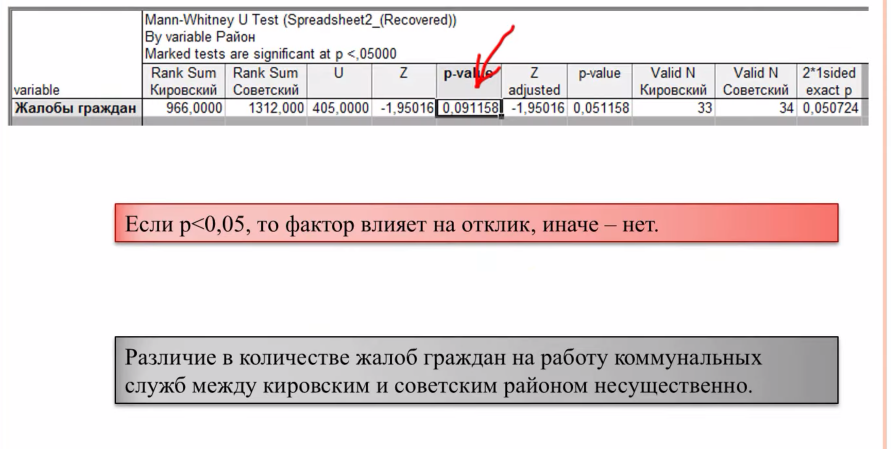 Mann-Whitney U Test (Spreadsheet2_(Recovered))
By variable Район
Marked tests are significant at p <,05000
variable Rank Sum Кировский Rank Sum Советский U Z p-value Z adjusted p-value Valid N Кировский Valid N Советский 2*1sided exact p
Жалобы граждан 966,0000 1312,000 405,0000 -1,95016 0,091158 -1,95016 0,051158 33 34 0,050724
Если p<0,05, то фактор влияет на отклик, иначе – нет.
Различие в количестве жалоб граждан на работу коммунальных
служб между кировским и советским районом несущественно.